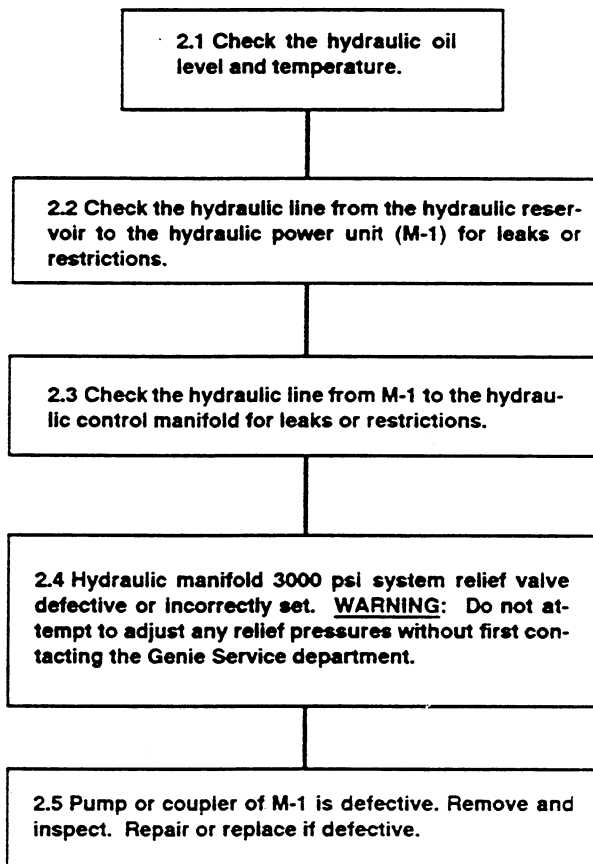 2.1 Check the hydraulic oil
level and temperature.
2.2 Check the hydraulic line from the hydraulic reser-
voir to the hydraulic power unit (M-1) for leaks or
restrictions.
2.3 Check the hydraulic line from M-1 to the hydrau-
lic control manifold for leaks or restrictions.
2.4 Hydraulic manifold 3000 psi system relief valve
defective or incorrectly set. WARNING: Do not at-
tempt to adjust any relief pressures without first con-
tacting the Genie Service department.
2.5 Pump or coupler of M-1 is defective. Remove and
inspect. Repair or replace if defective.